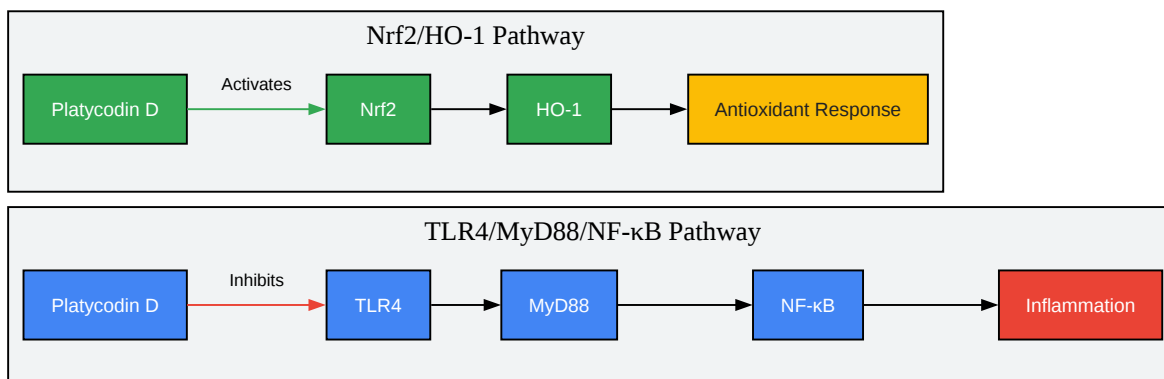 Nrf2/HO-1 Pathway
Activates
Platycodin D
Nrf2
HO-1
Antioxidant Response
TLR4/MyD88/NF-κB Pathway
Inhibits
Platycodin D
TLR4
MyD88
NF-κB
Inflammation